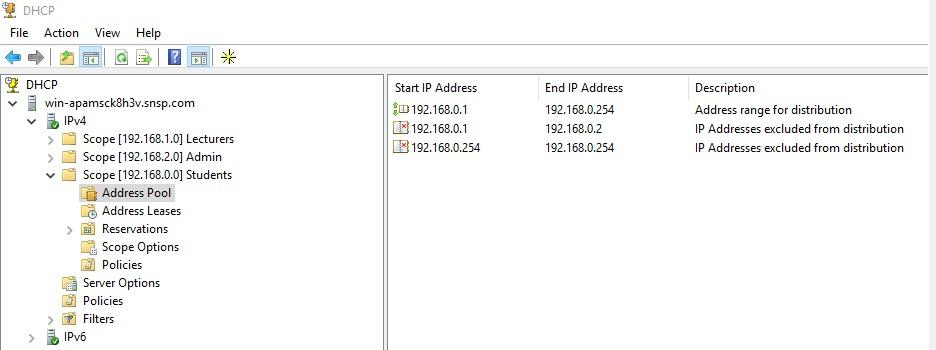 DHCP
File Action View Help
DHCP
win-apamsck8h3v.snsp.com
IPv4
Scope [192.168.1.0] Lecturers
Scope [192.168.2.0] Admin
Scope [192.168.0.0] Students
Address Pool
Address Leases
Reservations
Scope Options
Policies
Server Options
Policies
Filters
IPv6
Start IP Address End IP Address Description
192.168.0.1 192.168.0.254 Address range for distribution
192.168.0.1 192.168.0.2 IP Addresses excluded from distribution
192.168.0.254 192.168.0.254 IP Addresses excluded from distribution